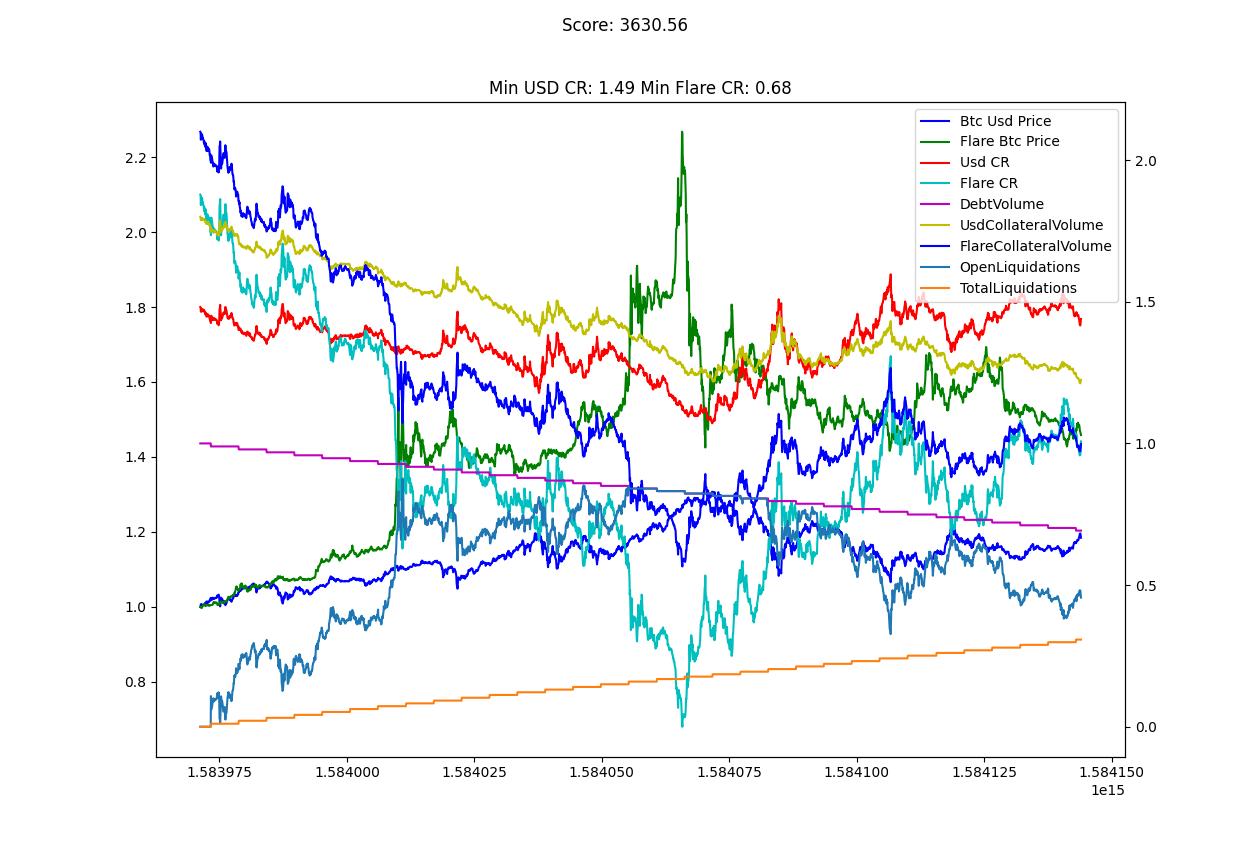 Score: 3630.56
Min USD CR: 1.49 Min Flare CR: 0.68
Btc Usd Price
Flare Btc Price
Usd CR
Flare CR
DebtVolume
UsdCollateralVolume
FlareCollateralVolume
OpenLiquidations
TotalLiquidations
2.2
2.0
1.8
1.6
1.4
1.2
1.0
0.8
2.0
1.5
1.0
0.5
0.0
1.583975
1.584000
1.584025
1.584050
1.584075
1.584100
1.584125
1.584150
1e15